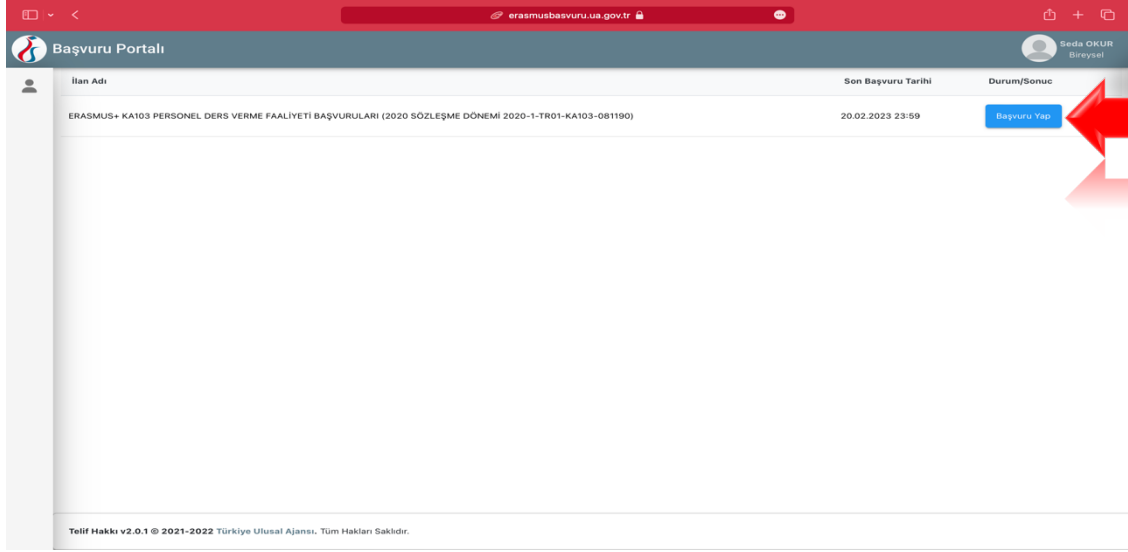 erasmusbasvuru.ua.gov.tr
Başvuru Portalı
Seda OKUR
Bireysel
İlan Adı Son Başvuru Tarihi Durum/Sonuc
ERASMUS+ KA103 PERSONEL DERS VERME FAALİYETİ BAŞVURULARI (2020 SÖZLEŞME DÖNEMİ 2020-1-TR01-KA103-081190) 20.02.2023 23:59 Başvuru Yap
Telif Hakkı v2.0.1 © 2021-2022 Türkiye Ulusal Ajansı. Tüm Hakları Saklıdır.